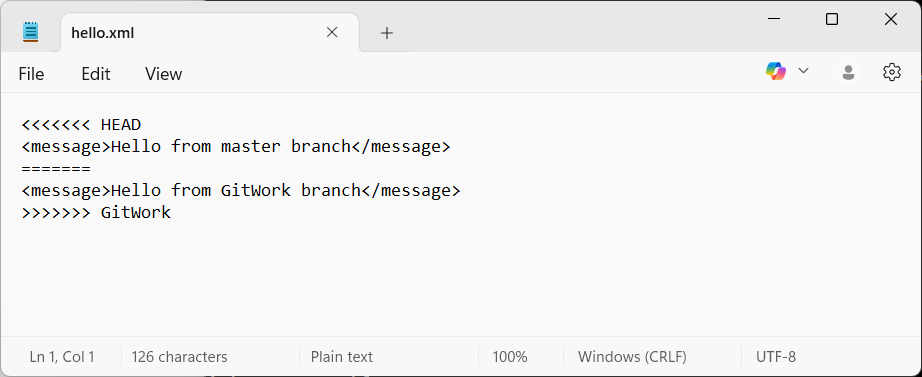 hello.xml
File Edit View
<<<<<<< HEAD
<message>Hello from master branch</message>
=======
<message>Hello from GitWork branch</message>
>>>>>>> GitWork
Ln 1, Col 1 126 characters Plain text 100% Windows (CRLF) UTF-8